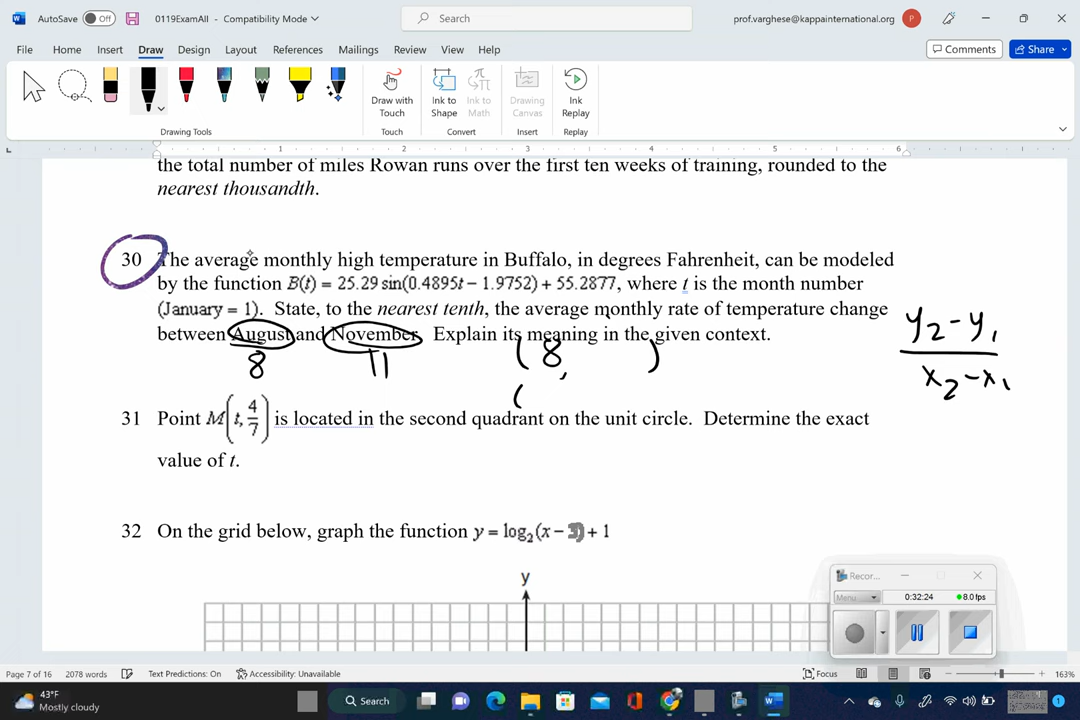 AutoSave Off 0119ExamAll - Compatibility Mode Search prof.varghese@kappainternational.org P
File Home Insert Draw Design Layout References Mailings Review View Help Comments Share
Draw with Touch Ink to Shape Ink to Math Drawing Canvas Ink Replay
Drawing Tools Touch Convert Insert Replay
1 2 3 4 5 6
the total number of miles Rowan runs over the first ten weeks of training, rounded to the
nearest thousandth.
30 The average monthly high temperature in Buffalo, in degrees Fahrenheit, can be modeled
by the function B(t) = 25.29 sin(0.4895t − 1.9752) + 55.2877, where t is the month number
(January = 1). State, to the nearest tenth, the average monthly rate of temperature change
between August and November. Explain its meaning in the given context.
8 11 (8, )
(
y₂ - y₁
x₂ - x₁
31 Point M(t, 4/7) is located in the second quadrant on the unit circle. Determine the exact
value of t.
32 On the grid below, graph the function y = log₂(x − ) + 1
y
Recor...
Menu 0:32:24 8.0 fps
Page 7 of 16 2078 words Text Predictions: On Accessibility: Unavailable Focus 163%
43°F
Mostly cloudy
Search